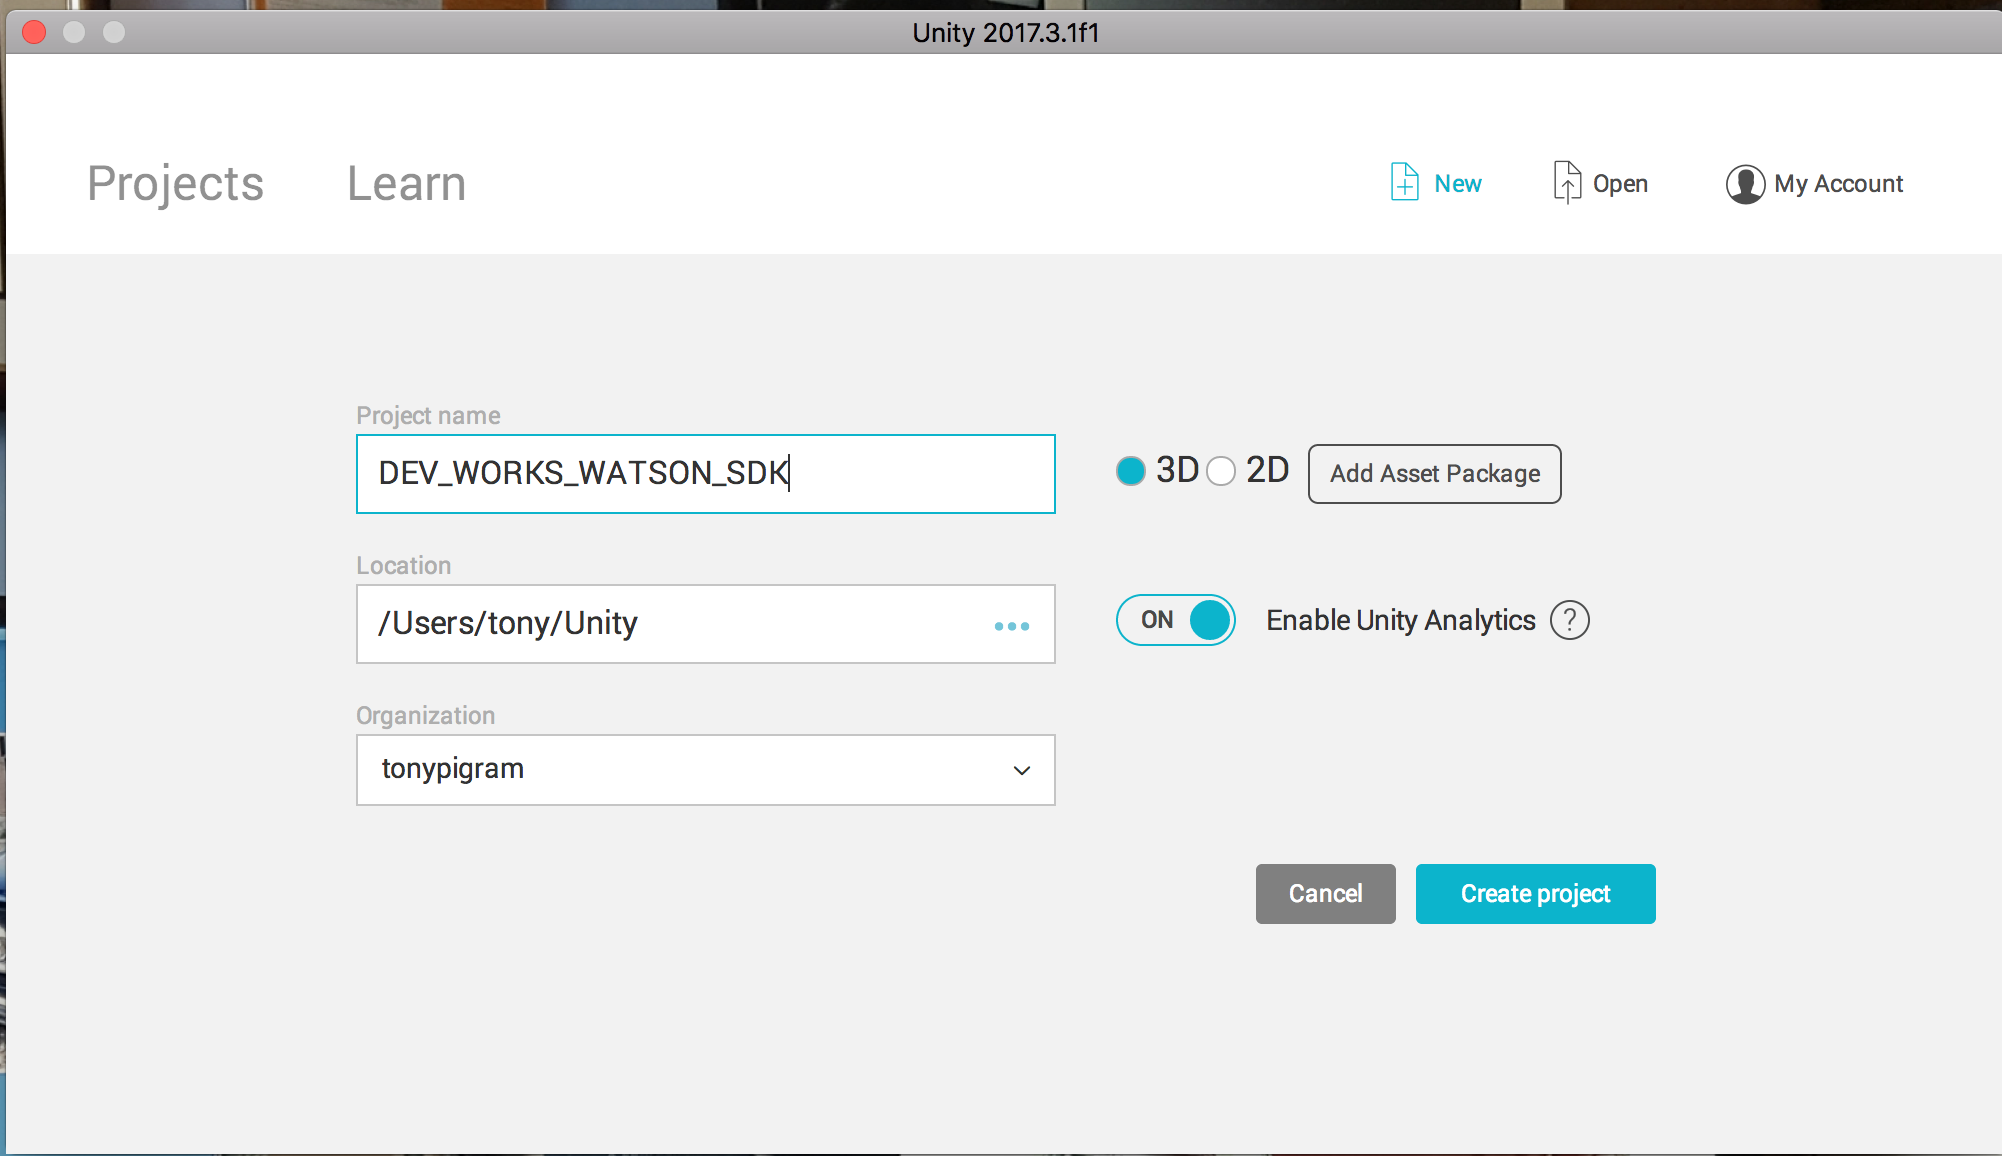 Unity 2017.3.1f1
Projects Learn New Open My Account
Project name
DEV_WORKS_WATSON_SDK
3D 2D Add Asset Package
Location
/Users/tony/Unity
ON Enable Unity Analytics ?
Organization
tonypigram
Cancel Create project